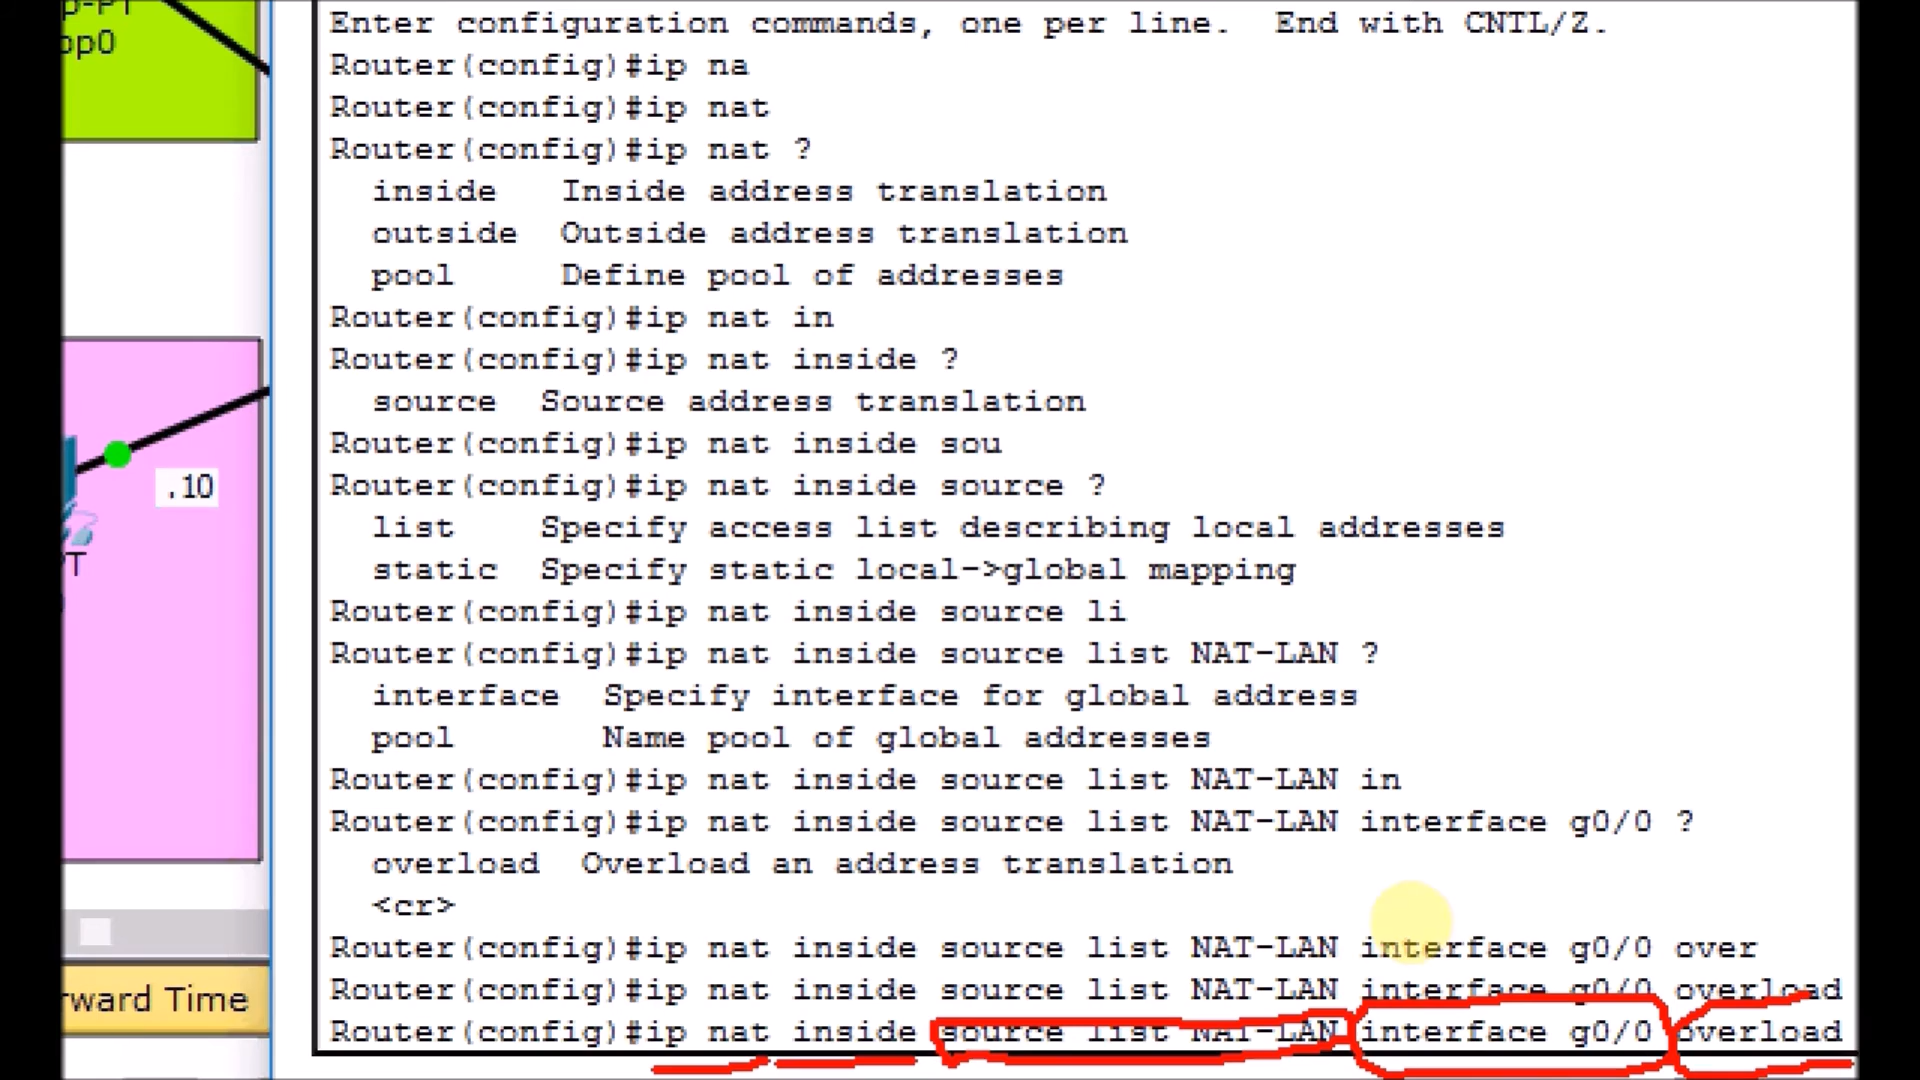 p-PT
op0
.10
T
rward Time
Enter configuration commands, one per line.  End with CNTL/Z.
Router(config)#ip na
Router(config)#ip nat
Router(config)#ip nat ?
  inside   Inside address translation
  outside  Outside address translation
  pool     Define pool of addresses
Router(config)#ip nat in
Router(config)#ip nat inside ?
  source  Source address translation
Router(config)#ip nat inside sou
Router(config)#ip nat inside source ?
  list    Specify access list describing local addresses
  static  Specify static local->global mapping
Router(config)#ip nat inside source li
Router(config)#ip nat inside source list NAT-LAN ?
  interface  Specify interface for global address
  pool       Name pool of global addresses
Router(config)#ip nat inside source list NAT-LAN in
Router(config)#ip nat inside source list NAT-LAN interface g0/0 ?
  overload  Overload an address translation
  <cr>
Router(config)#ip nat inside source list NAT-LAN interface g0/0 over
Router(config)#ip nat inside source list NAT-LAN interface g0/0 overload
Router(config)#ip nat inside source list NAT-LAN interface g0/0 overload